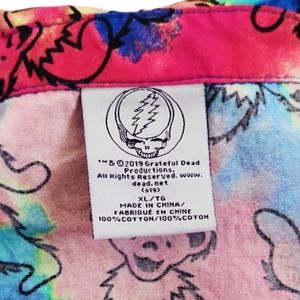 ™ & ©2019 Grateful Dead
Productions.
All Rights Reserved. www.
dead.net
(s19)
XL/TG
MADE IN CHINA/
FABRIQUÉ EN CHINE
100%COTTON/100%COTON